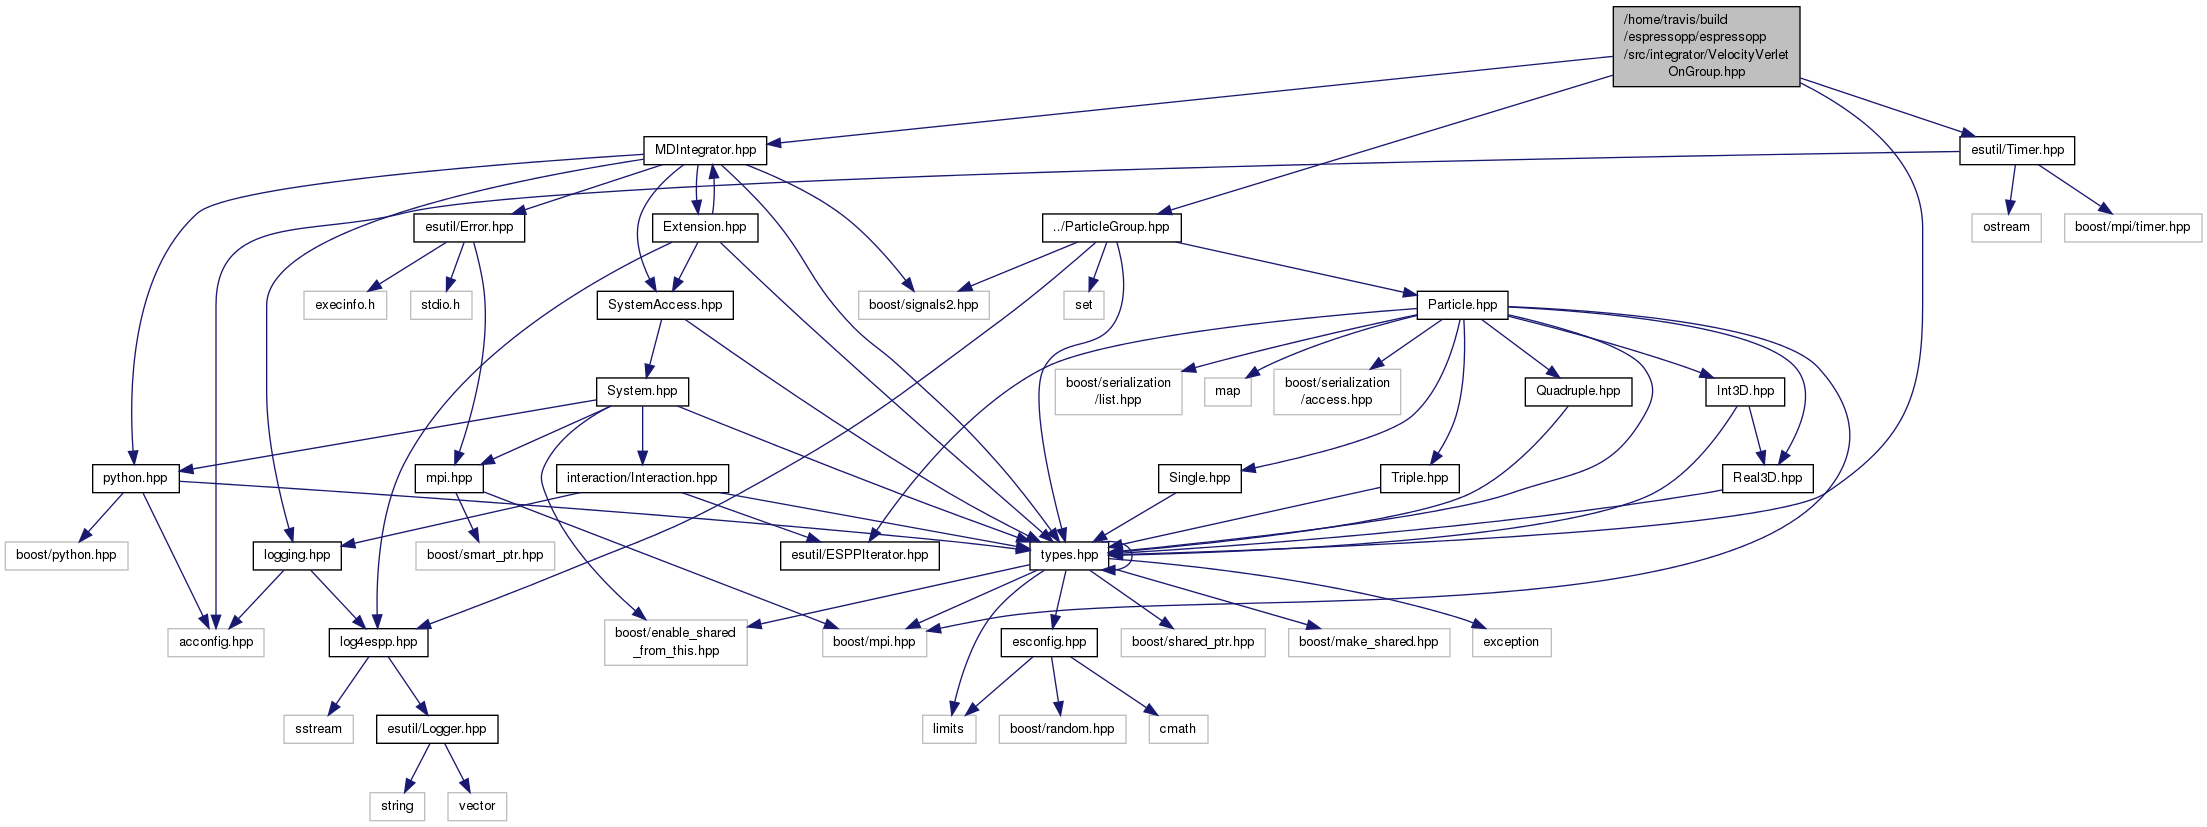 /home/travis/build
/espressopp/espressopp
/src/integrator/VelocityVerlet
OnGroup.hpp
MDIntegrator.hpp
esutil/Timer.hpp
esutil/Error.hpp
Extension.hpp
../ParticleGroup.hpp
ostream
boost/mpi/timer.hpp
execinfo.h
stdio.h
SystemAccess.hpp
boost/signals2.hpp
set
Particle.hpp
System.hpp
boost/serialization
/list.hpp
map
boost/serialization
/access.hpp
Quadruple.hpp
Int3D.hpp
python.hpp
mpi.hpp
interaction/Interaction.hpp
Single.hpp
Triple.hpp
Real3D.hpp
boost/python.hpp
logging.hpp
boost/smart_ptr.hpp
esutil/ESPPIterator.hpp
types.hpp
acconfig.hpp
log4espp.hpp
boost/enable_shared
_from_this.hpp
boost/mpi.hpp
esconfig.hpp
boost/shared_ptr.hpp
boost/make_shared.hpp
exception
sstream
esutil/Logger.hpp
limits
boost/random.hpp
cmath
string
vector